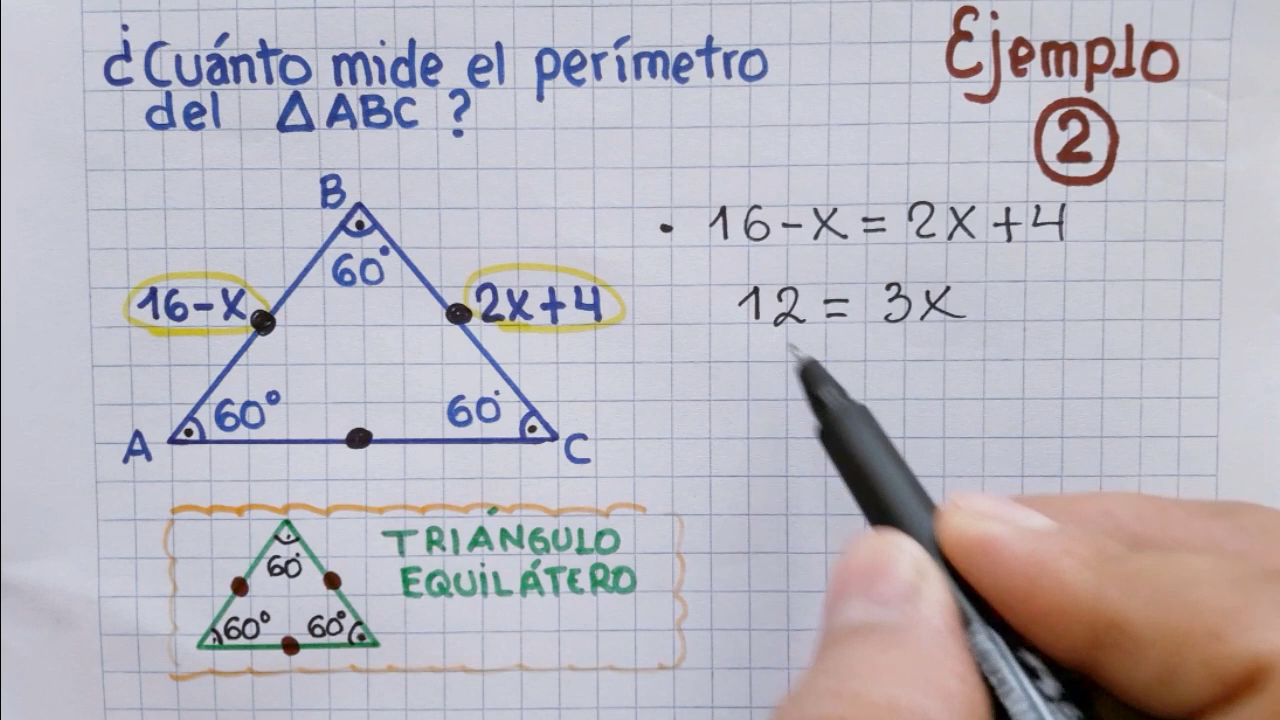 ¿Cuánto mide el perímetro
del △ABC?
Ejemplo
2
B
60°
16-x
2x+4
60°
60°
A
C
· 16-x = 2x+4
12 = 3x
TRIÁNGULO
EQUILÁTERO
60°
60°
60°